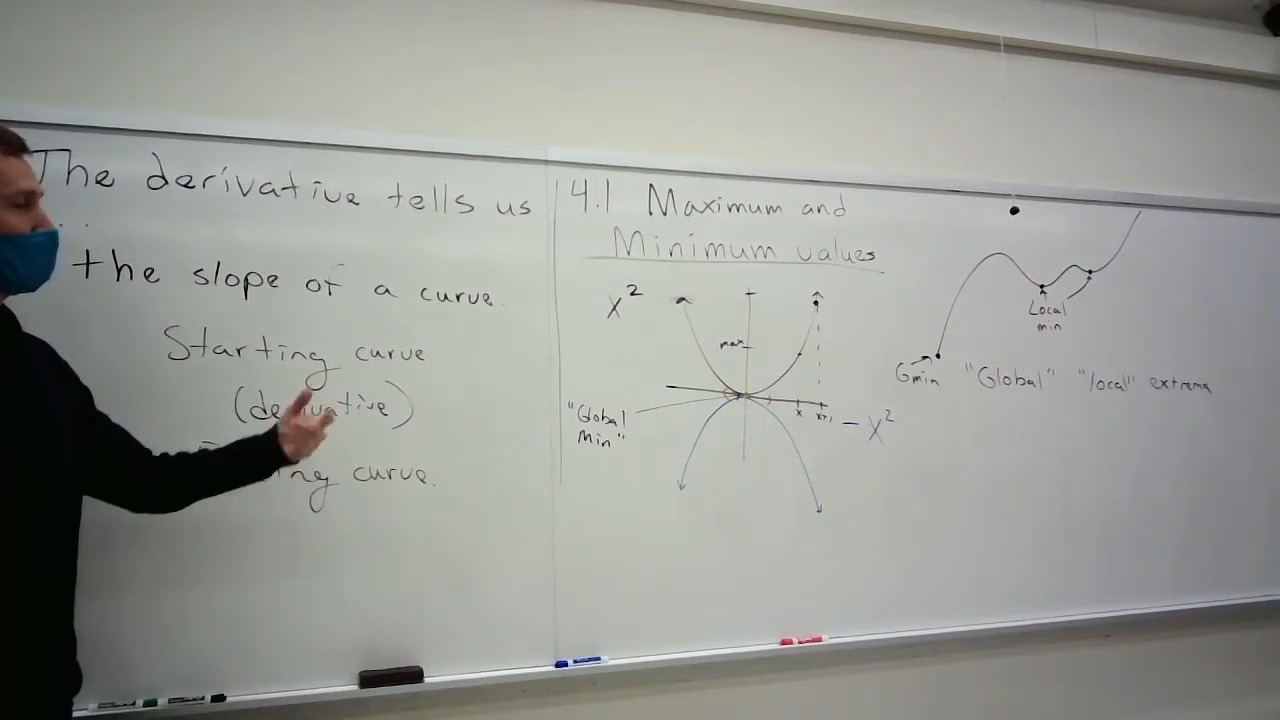 The derivative tells us
the slope of a curve.
Starting curve
(derivative)
curve.
4.1 Maximum and
Minimum values
x²
max
"Global
Min"
x x+1
-x²
Local
min
Gmin "Global" "local" extrema